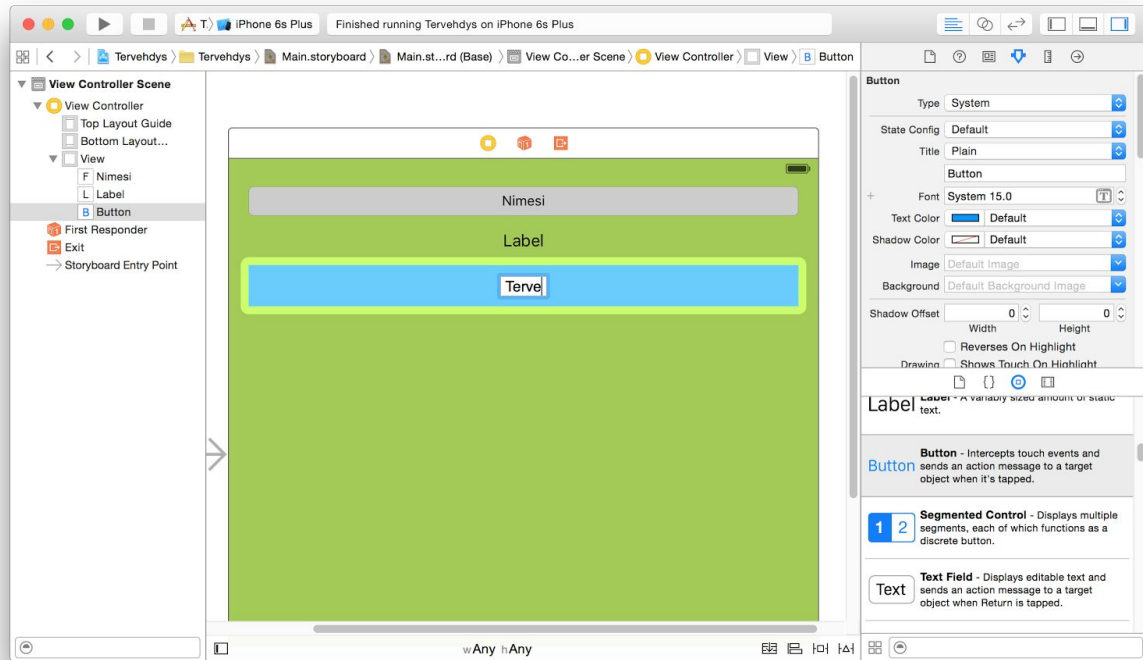 T.〉 iPhone 6s Plus
Finished running Tervehdys on iPhone 6s Plus
Tervehdys 〉 Tervehdys 〉 Main.storyboard 〉 Main.st...rd (Base) 〉 View Co...er Scene 〉 View Controller 〉 View 〉 B Button
View Controller Scene
View Controller
Top Layout Guide
Bottom Layout...
View
F Nimesi
L Label
B Button
First Responder
Exit
Storyboard Entry Point
Nimesi
Label
Terve
wAny hAny
Button
Type System
State Config Default
Title Plain
Button
+ Font System 15.0 T
Text Color Default
Shadow Color Default
Image Default Image
Background Default Background Image
Shadow Offset 0 0
Width Height
Reverses On Highlight
Drawing Shows Touch On Highlight
{}
Label Label - A variably sized amount of static
text.
Button Button - Intercepts touch events and
sends an action message to a target
object when it's tapped.
1 2 Segmented Control - Displays multiple
segments, each of which functions as a
discrete button.
Text Text Field - Displays editable text and
sends an action message to a target
object when Return is tapped.